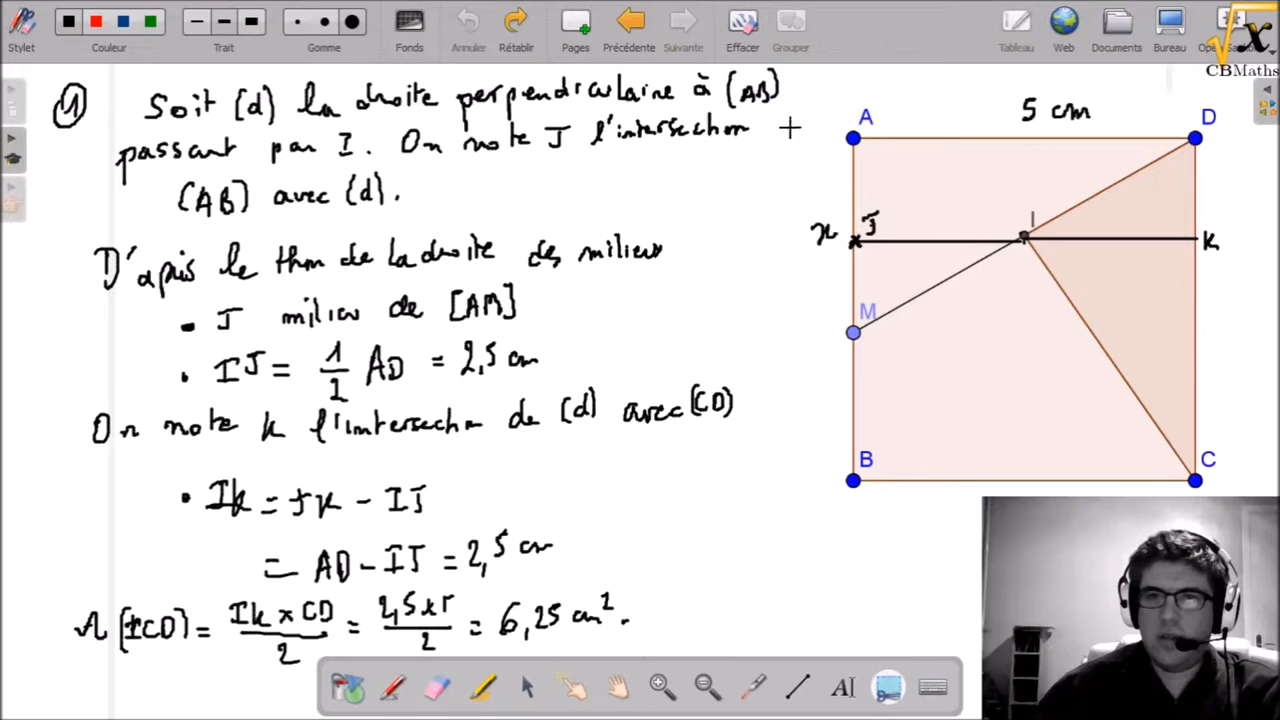 Stylet Couleur Trait Gomme Fonds Annuler Rétablir Pages Précédente Suivante Effacer Grouper Tableau Web Documents Bureau
x
CBMaths
① Soit (d) la droite perpendiculaire à (AB)
passant par I. On note J l'intersection
(AB) avec (d).
D'apis le thm de la droite des milieux
• J milieu de [AM]
• IJ = 1/2 AD = 2,5 cm
On note K l'intersection de (d) avec (CD)
• IK = JK - IJ
= AD - IJ = 2,5 cm
A(ICD) = IK x CD / 2 = 2,5 x 5 / 2 = 6,25 cm².
A 5 cm D
x J I K
M
B C
AI